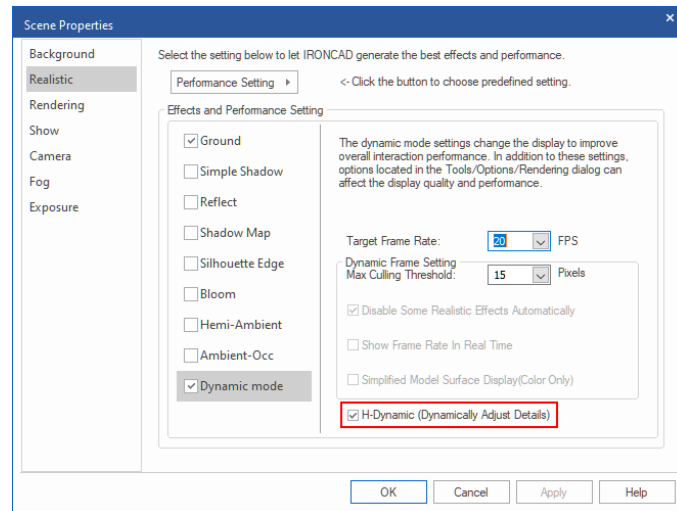 Scene Properties
Background
Realistic
Rendering
Show
Camera
Fog
Exposure
Select the setting below to let IRONCAD generate the best effects and performance.
Performance Setting
<- Click the button to choose predefined setting.
Effects and Performance Setting
Ground
Simple Shadow
Reflect
Shadow Map
Silhouette Edge
Bloom
Hemi-Ambient
Ambient-Occ
Dynamic mode
The dynamic mode settings change the display to improve
overall interaction performance. In addition to these settings,
options located in the Tools/Options/Rendering dialog can
affect the display quality and performance.
Target Frame Rate: 20 FPS
Dynamic Frame Setting
Max Culling Threshold: 15 Pixels
Disable Some Realistic Effects Automatically
Show Frame Rate In Real Time
Simplified Model Surface Display(Color Only)
H-Dynamic (Dynamically Adjust Details)
OK Cancel Apply Help